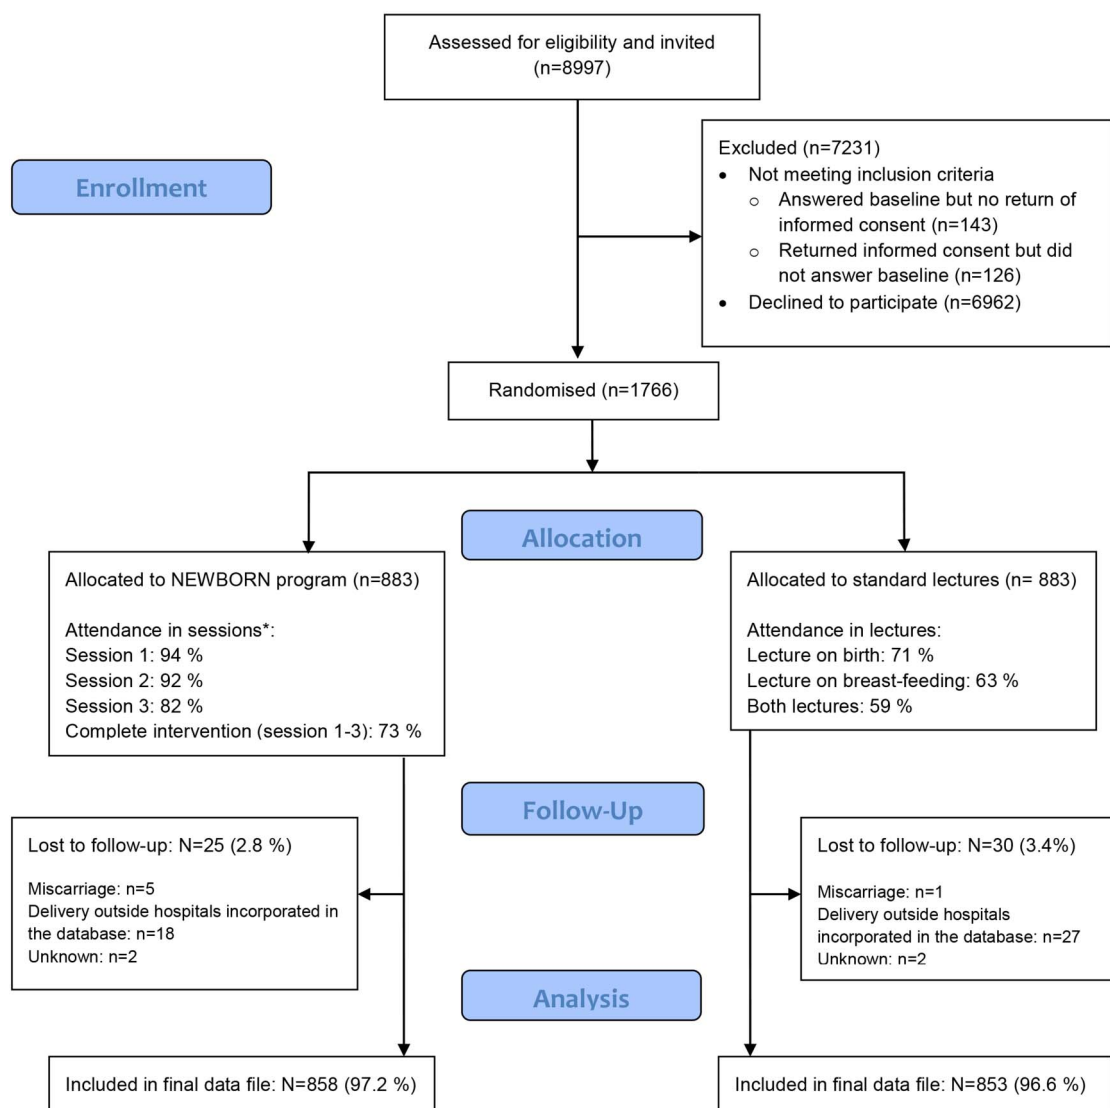 Assessed for eligibility and invited
(n=8997)
Enrollment
Excluded (n=7231)
• Not meeting inclusion criteria
o Answered baseline but no return of
informed consent (n=143)
o Returned informed consent but did
not answer baseline (n=126)
• Declined to participate (n=6962)
Randomised (n=1766)
Allocation
Allocated to NEWBORN program (n=883)
Attendance in sessions*:
Session 1: 94 %
Session 2: 92 %
Session 3: 82 %
Complete intervention (session 1-3): 73 %
Allocated to standard lectures (n= 883)
Attendance in lectures:
Lecture on birth: 71 %
Lecture on breast-feeding: 63 %
Both lectures: 59 %
Follow-Up
Lost to follow-up: N=25 (2.8 %)
Miscarriage: n=5
Delivery outside hospitals incorporated in
the database: n=18
Unknown: n=2
Lost to follow-up: N=30 (3.4%)
Miscarriage: n=1
Delivery outside hospitals
incorporated in the database: n=27
Unknown: n=2
Analysis
Included in final data file: N=858 (97.2 %)
Included in final data file: N=853 (96.6 %)